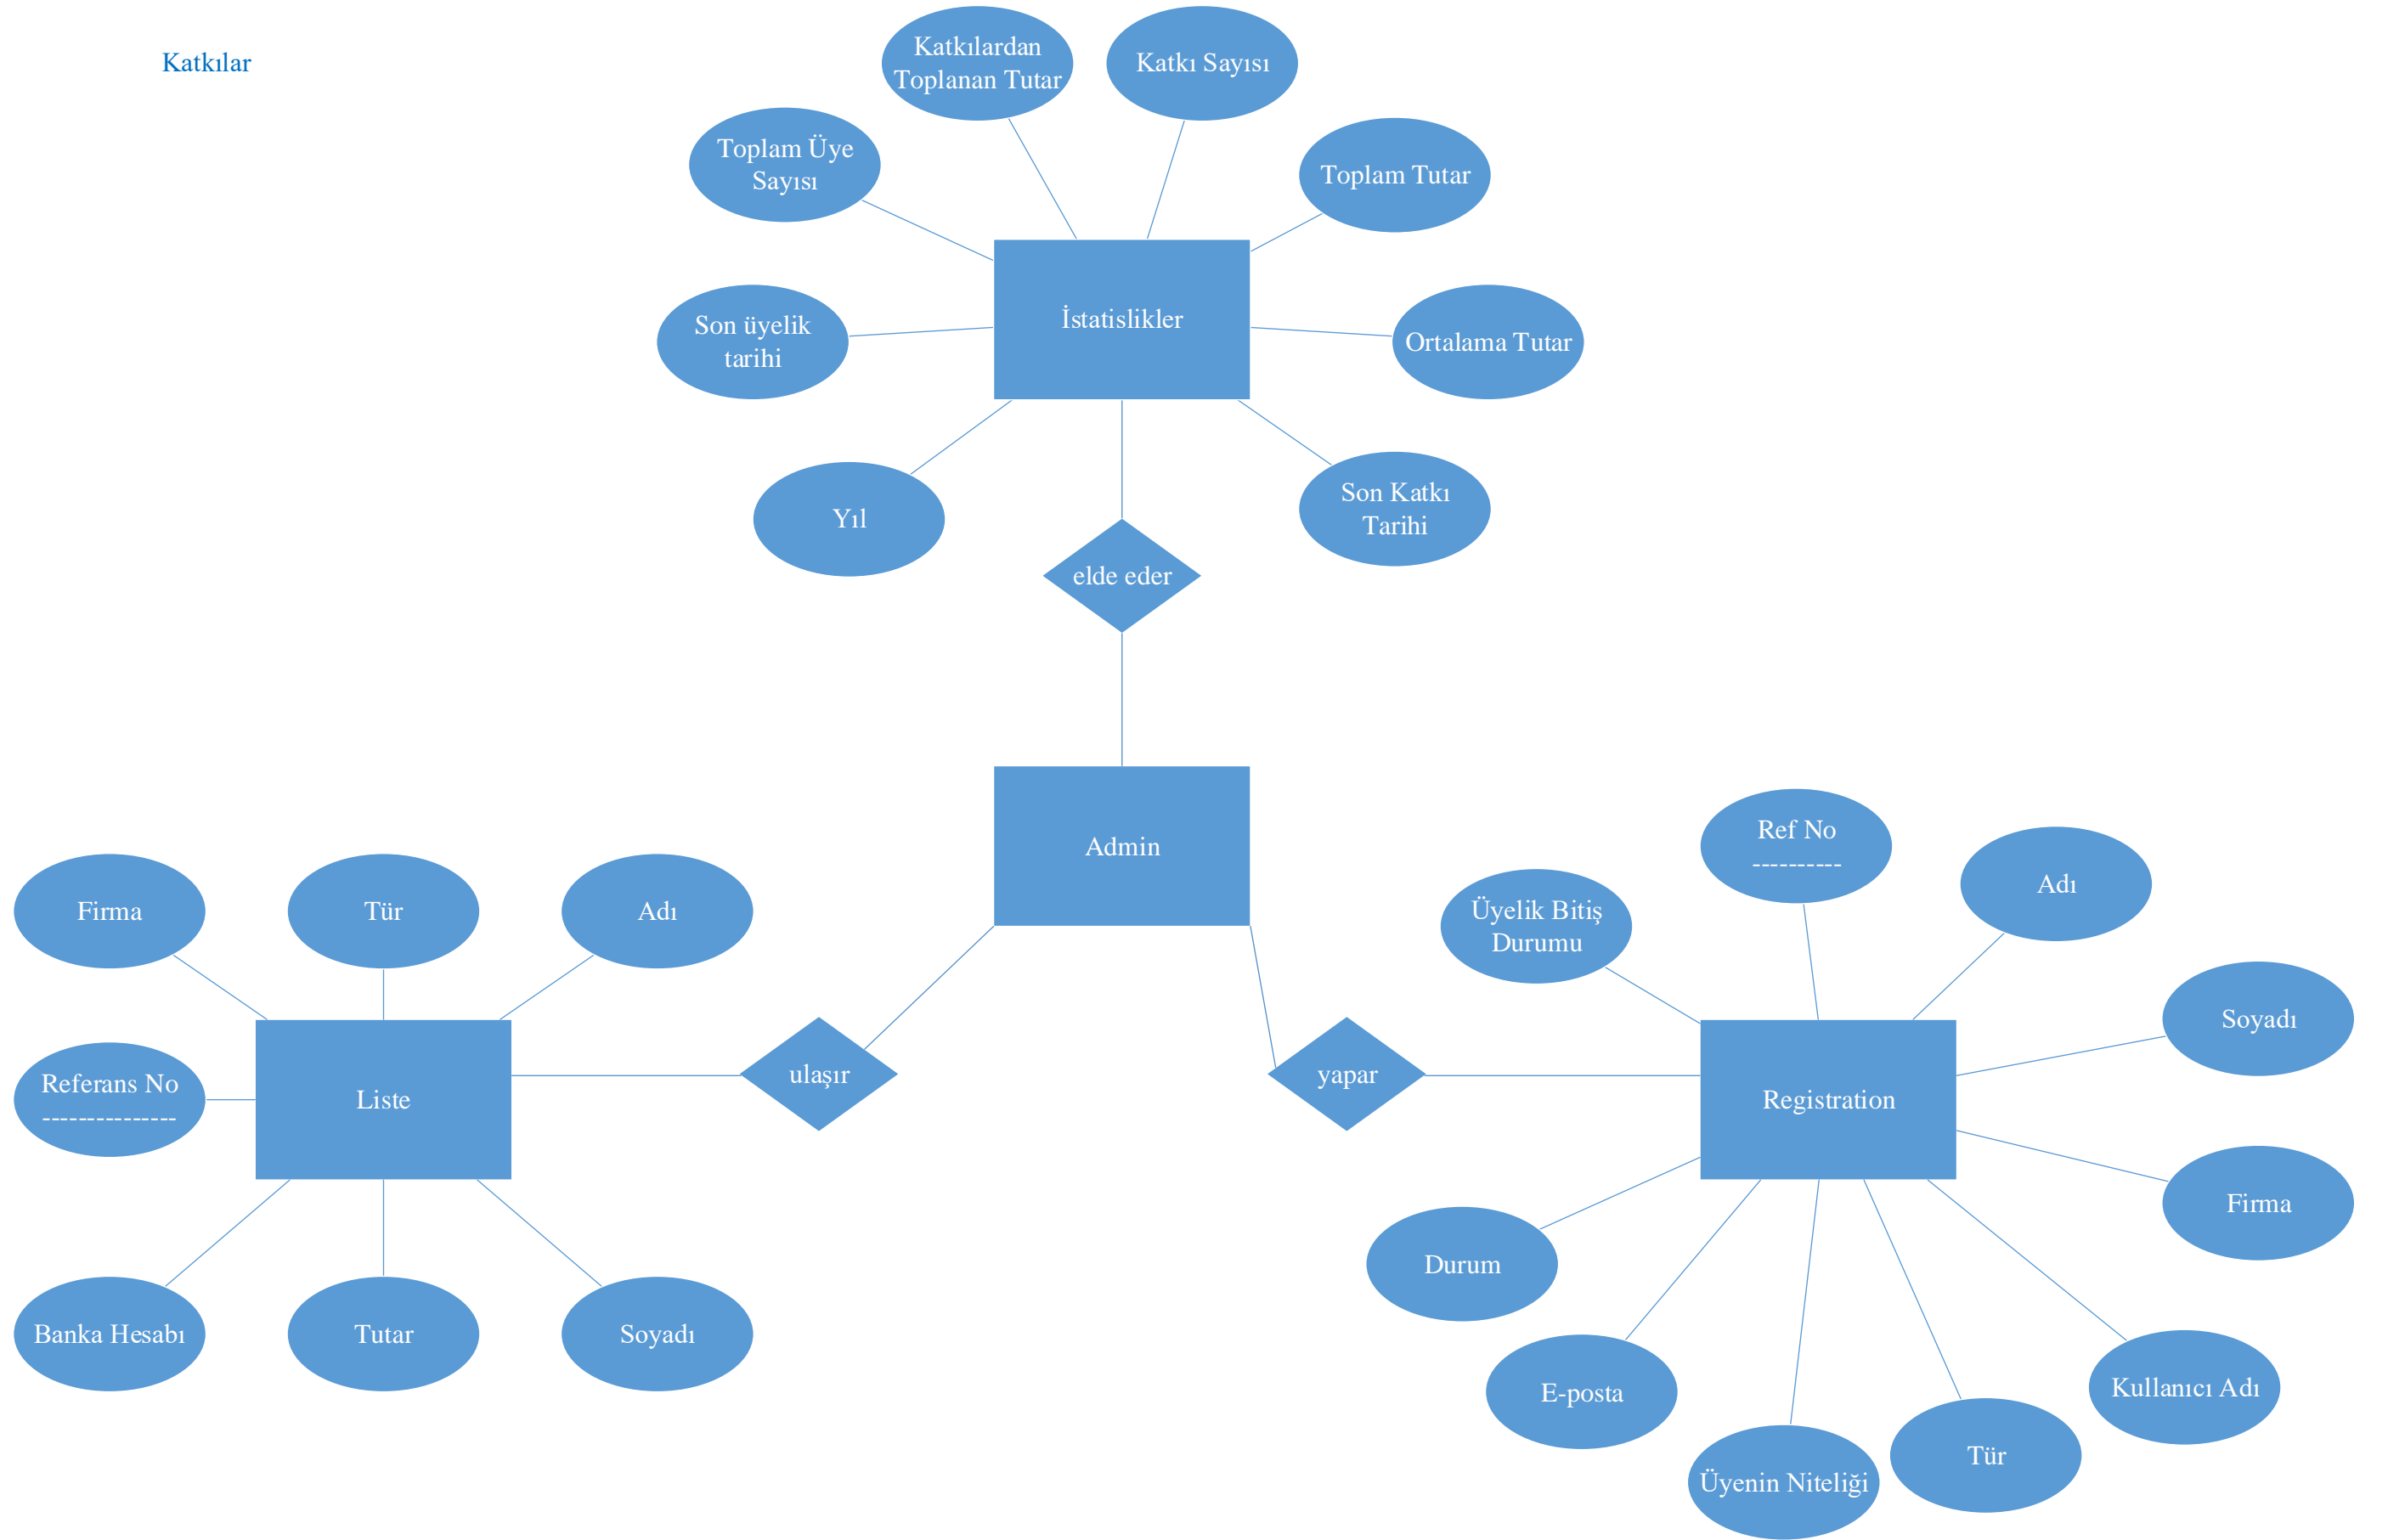 Katkılar
Katkılardan
Toplanan Tutar
Katkı Sayısı
Toplam Üye
Sayısı
Toplam Tutar
İstatislikler
Son üyelik
tarihi
Ortalama Tutar
Yıl
Son Katkı
Tarihi
elde eder
Admin
Ref No
----------
Adı
Üyelik Bitiş
Durumu
Firma
Tür
Adı
Soyadı
Referans No
---------------
Liste
ulaşır
yapar
Registration
Firma
Durum
Banka Hesabı
Tutar
Soyadı
E-posta
Kullanıcı Adı
Tür
Üyenin Niteliği